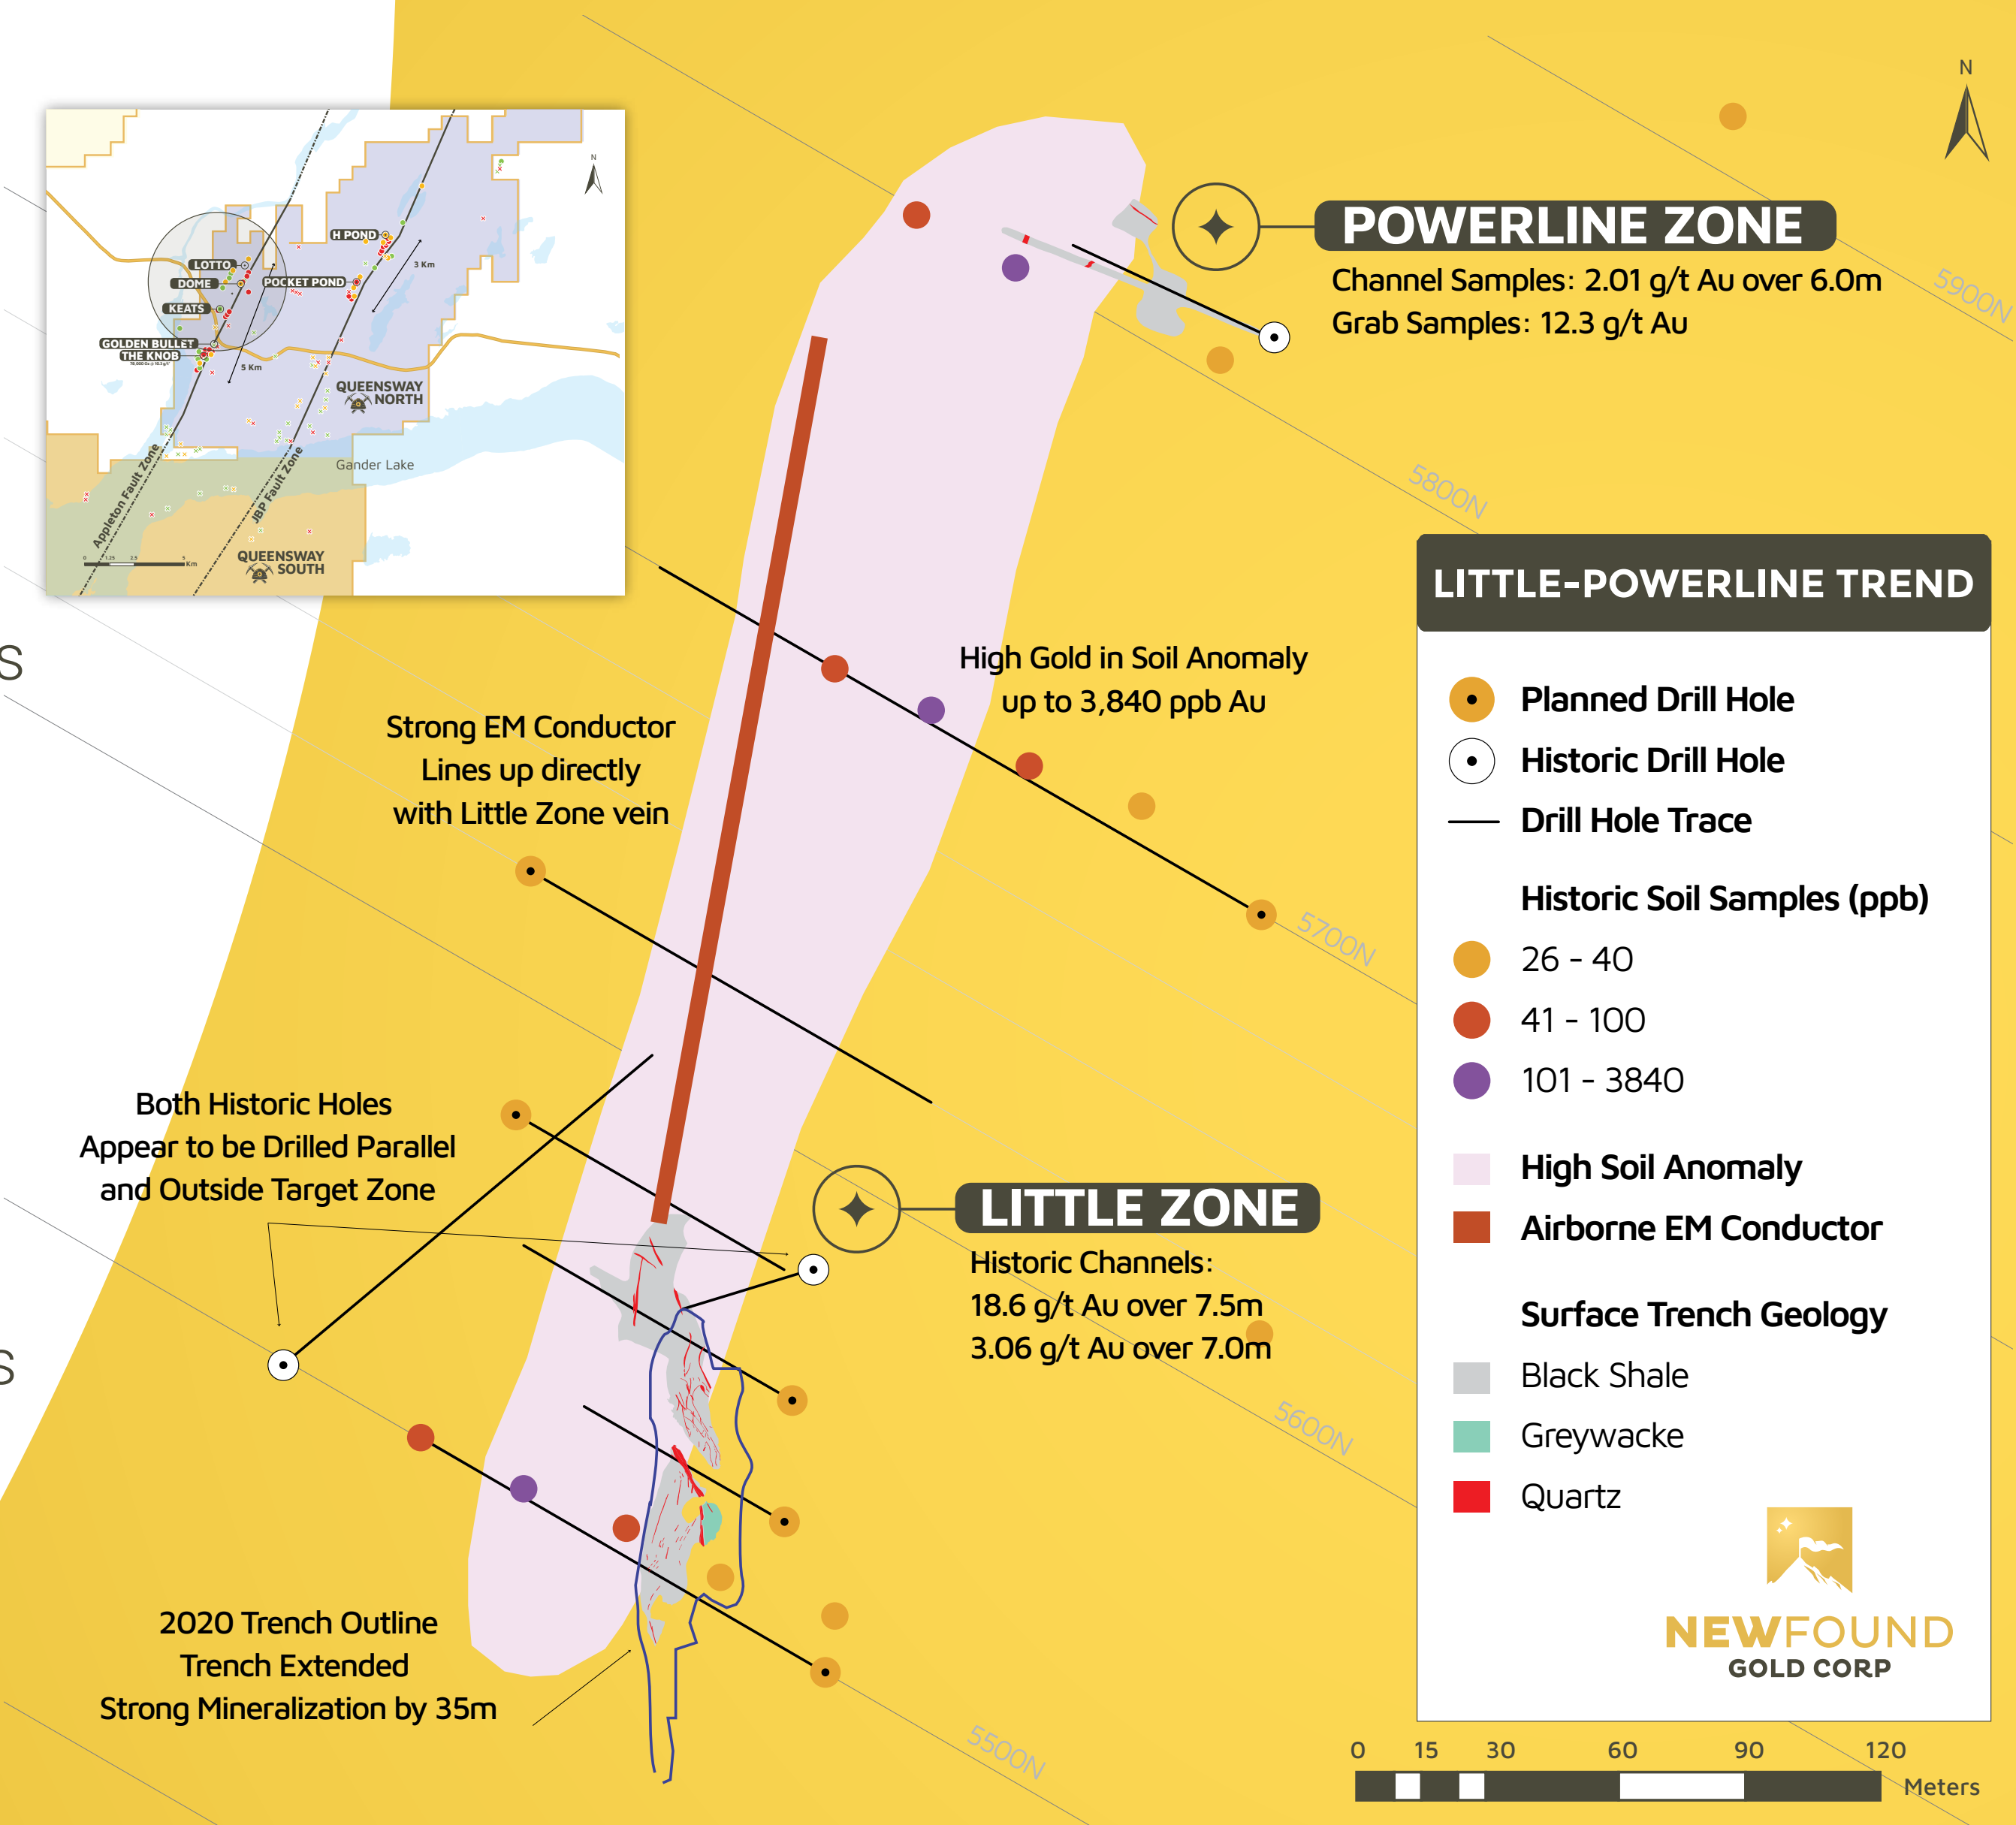 N
POWERLINE ZONE
Channel Samples: 2.01 g/t Au over 6.0m
Grab Samples: 12.3 g/t Au
5900N
5800N
N
H POND
LOTTO
3 Km
DOME
POCKET POND
KEATS
GOLDEN BULLET
THE KNOB
5 Km
QUEENSWAY
NORTH
Gander Lake
Appleton Fault Zone
JBP Fault Zone
QUEENSWAY
SOUTH
0 1.25 2.5 5
Km
S
High Gold in Soil Anomaly
up to 3,840 ppb Au
Strong EM Conductor
Lines up directly
with Little Zone vein
5700N
Both Historic Holes
Appear to be Drilled Parallel
and Outside Target Zone
LITTLE ZONE
Historic Channels:
18.6 g/t Au over 7.5m
3.06 g/t Au over 7.0m
S
5600N
2020 Trench Outline
Trench Extended
Strong Mineralization by 35m
5500N
LITTLE-POWERLINE TREND
Planned Drill Hole
Historic Drill Hole
Drill Hole Trace
Historic Soil Samples (ppb)
26 - 40
41 - 100
101 - 3840
High Soil Anomaly
Airborne EM Conductor
Surface Trench Geology
Black Shale
Greywacke
Quartz
NEWFOUND
GOLD CORP
0 15 30 60 90 120
Meters